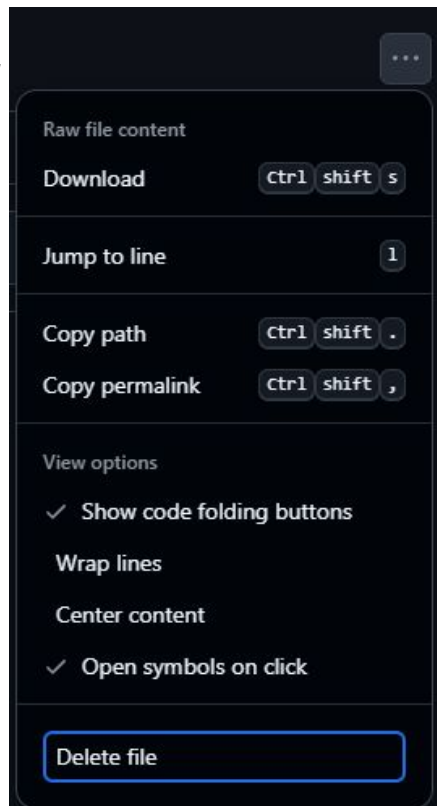 ...
Raw file content
Download Ctrl shift s
Jump to line l
Copy path Ctrl shift .
Copy permalink Ctrl shift ,
View options
✓ Show code folding buttons
Wrap lines
Center content
✓ Open symbols on click
Delete file